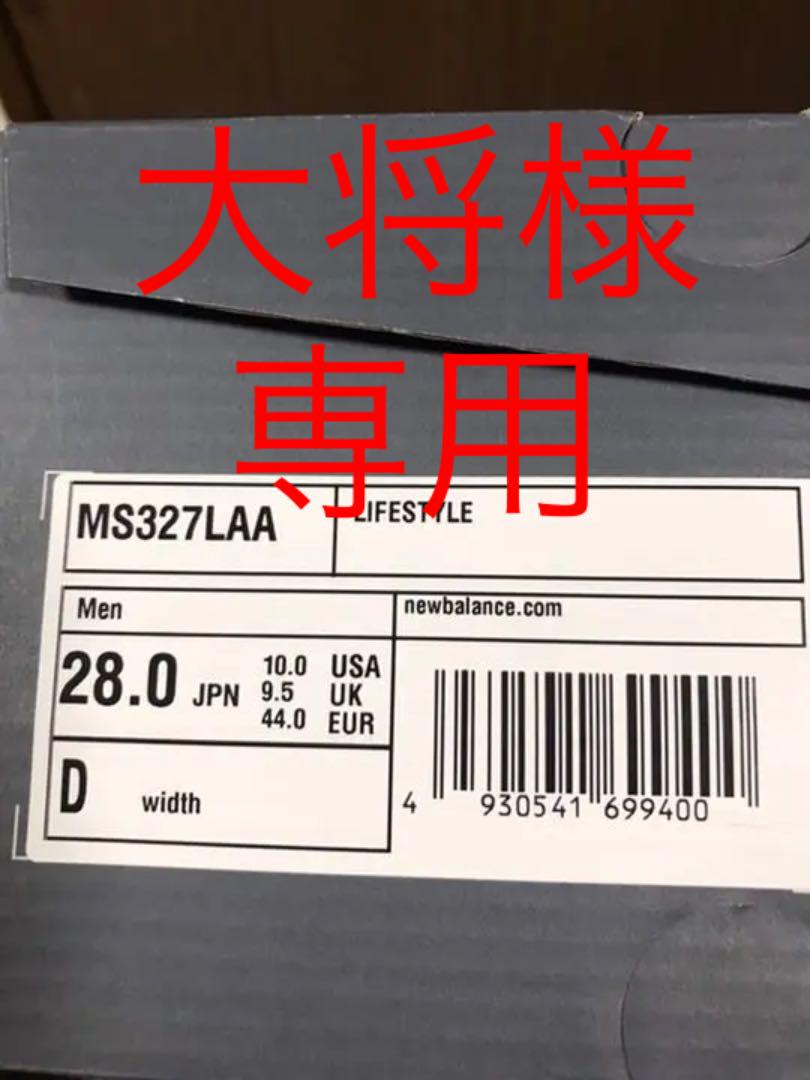 大将様
専用
MS327LAA
LIFESTYLE
Men
newbalance.com
28.0 JPN
10.0 USA
9.5 UK
44.0 EUR
D width
4 930541 699400